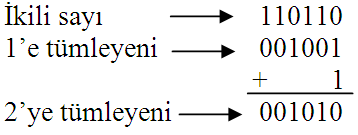 İkili sayı → 110110
1'e tümleyeni → 001001
+ 1
2'ye tümleyeni → 001010